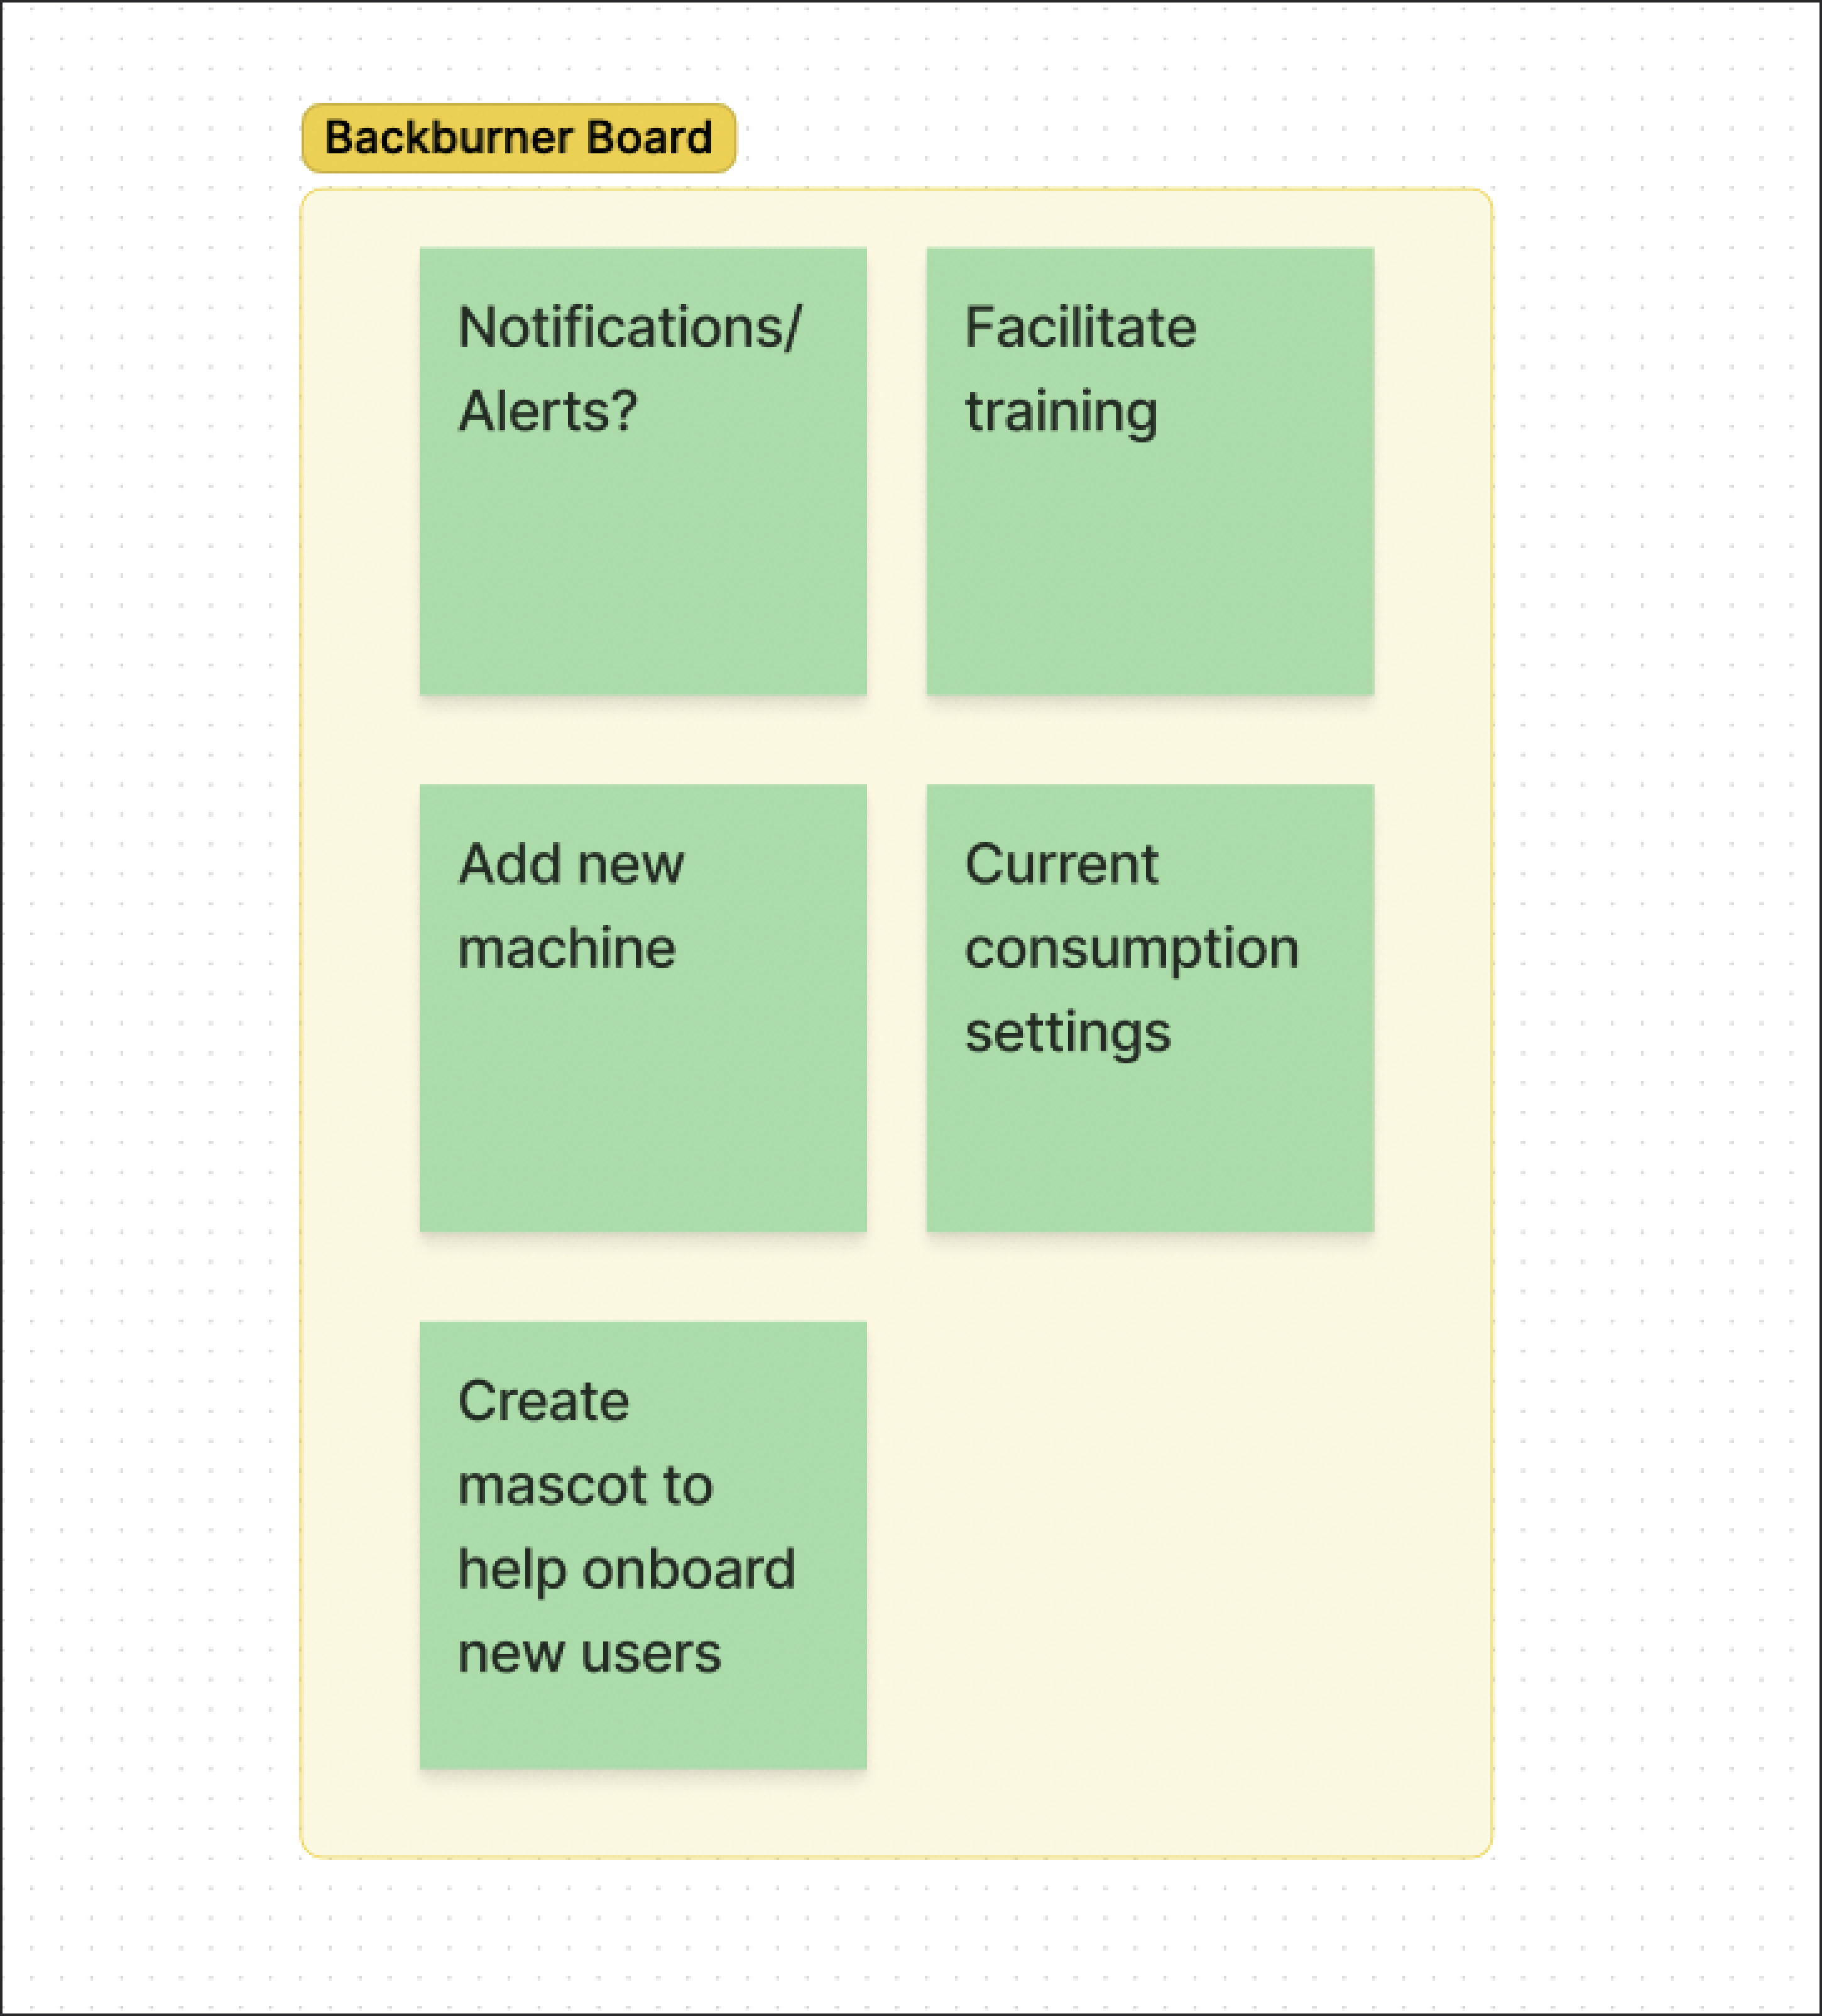 Backburner Board
Notifications/
Alerts?
Facilitate
training
Add new
machine
Current
consumption
settings
Create
mascot to
help onboard
new users